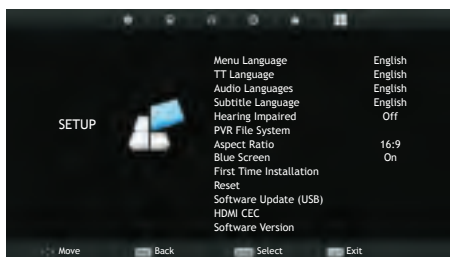 Menu Language English
TT Language English
Audio Languages English
Subtitle Language English
SETUP
Hearing Impaired Off
PVR File System
Aspect Ratio 16:9
Blue Screen On
First Time Installation
Reset
Software Update (USB)
HDMI CEC
Software Version
Move Back Select Exit